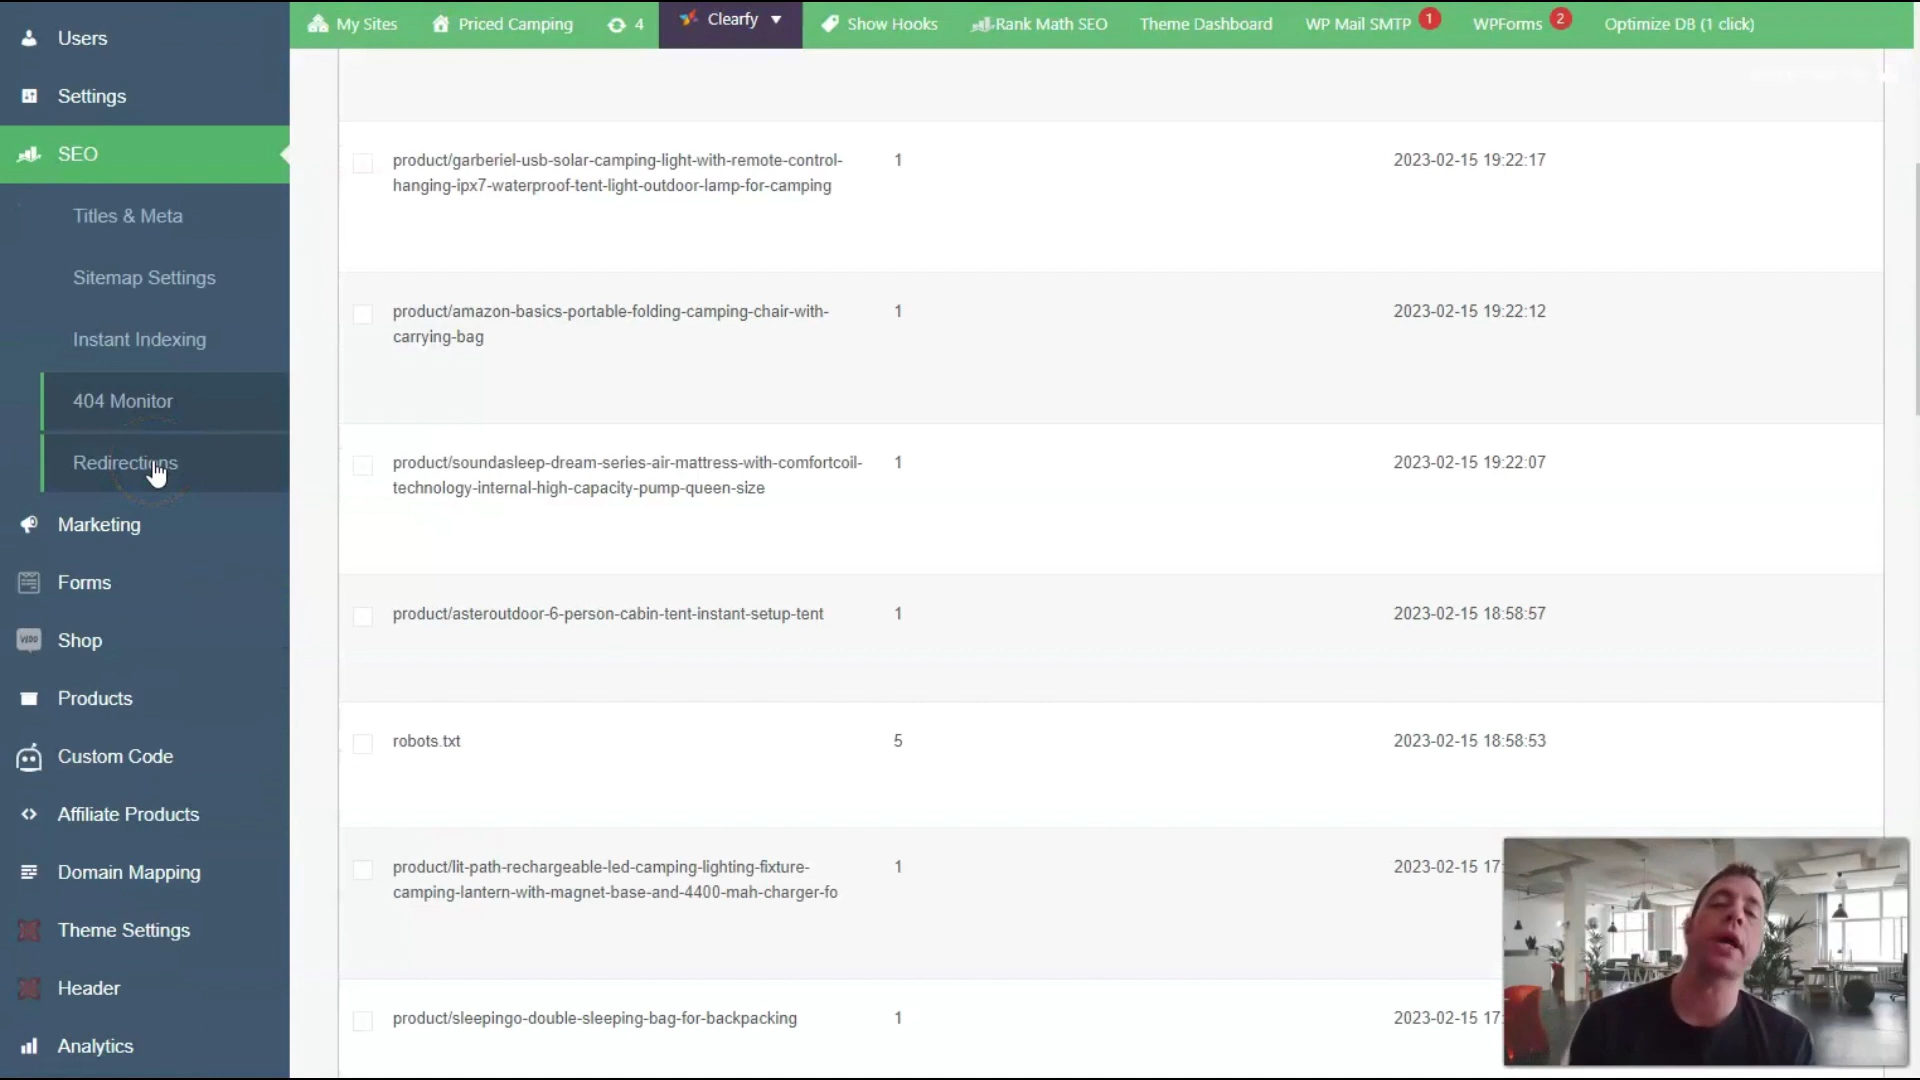 My Sites
Priced Camping
4
Clearfy
Show Hooks
Rank Math SEO
Theme Dashboard
WP Mail SMTP 1
WPForms 2
Optimize DB (1 click)
Users
Settings
SEO
Titles & Meta
Sitemap Settings
Instant Indexing
404 Monitor
Redirections
Marketing
Forms
Shop
Products
Custom Code
Affiliate Products
Domain Mapping
Theme Settings
Header
Analytics
product/garberiel-usb-solar-camping-light-with-remote-control-
hanging-ipx7-waterproof-tent-light-outdoor-lamp-for-camping
1
2023-02-15 19:22:17
product/amazon-basics-portable-folding-camping-chair-with-
carrying-bag
1
2023-02-15 19:22:12
product/soundasleep-dream-series-air-mattress-with-comfortcoil-
technology-internal-high-capacity-pump-queen-size
1
2023-02-15 19:22:07
product/asteroutdoor-6-person-cabin-tent-instant-setup-tent
1
2023-02-15 18:58:57
robots.txt
5
2023-02-15 18:58:53
product/lit-path-rechargeable-led-camping-lighting-fixture-
camping-lantern-with-magnet-base-and-4400-mah-charger-fo
1
2023-02-15 17:
product/sleepingo-double-sleeping-bag-for-backpacking
1
2023-02-15 17: